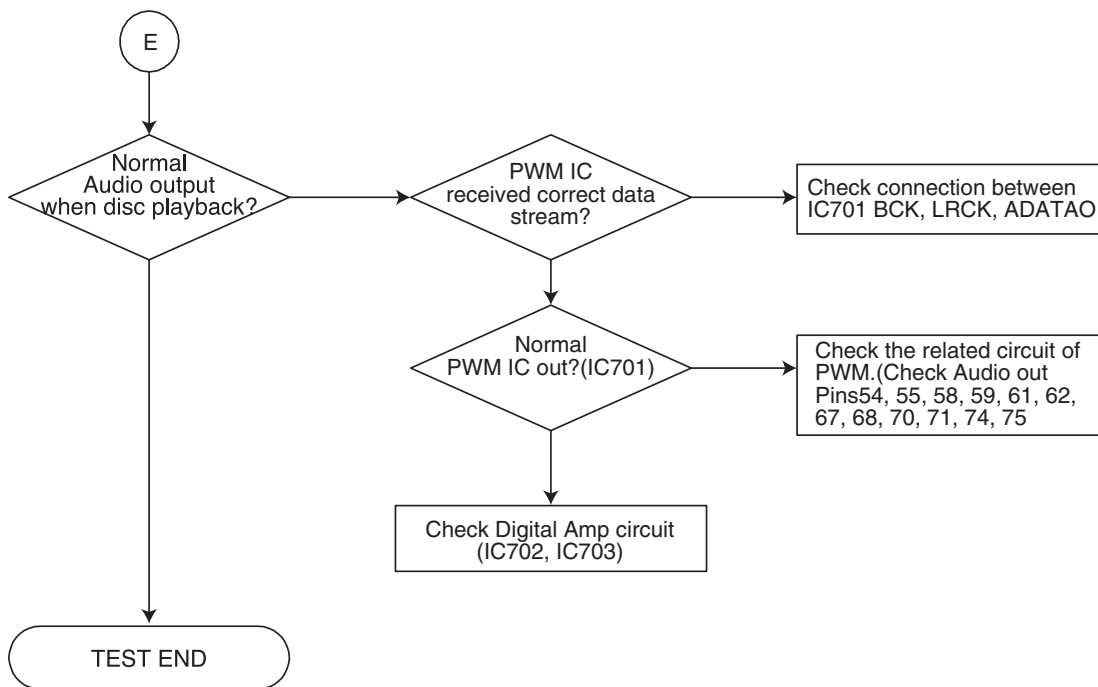 E
Normal
Audio output
when disc playback?
PWM IC
received correct data
stream?
Check connection between
IC701 BCK, LRCK, ADATAO
Normal
PWM IC out?(IC701)
Check the related circuit of
PWM.(Check Audio out
Pins54, 55, 58, 59, 61, 62,
67, 68, 70, 71, 74, 75
Check Digital Amp circuit
(IC702, IC703)
TEST END